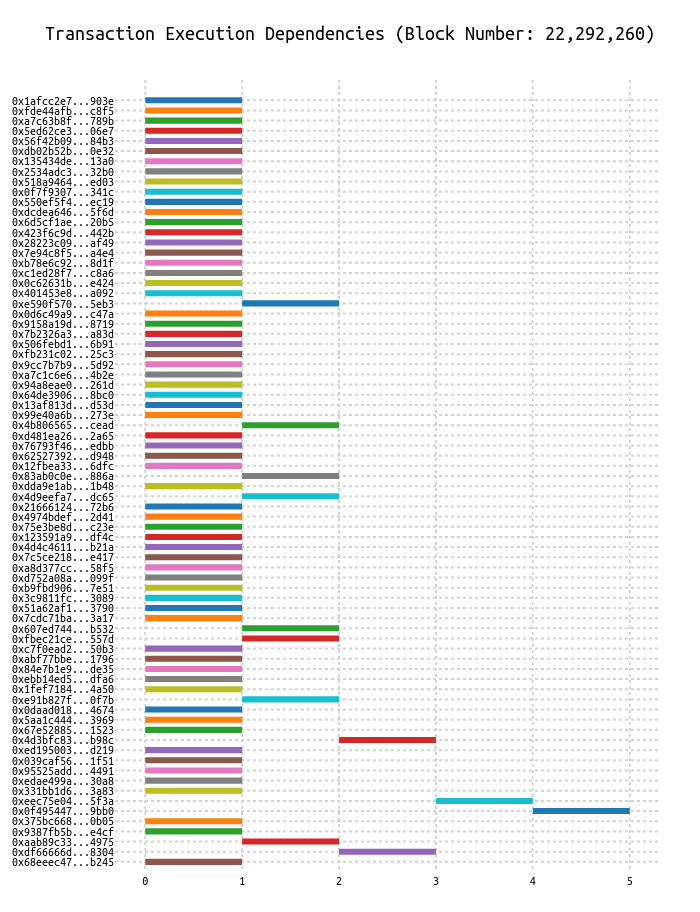 Transaction Execution Dependencies (Block Number: 22,292,260)
0x1afcc2e7...903e
0xfde44afb...c8f5
0xa7c63b8f...789b
0x5ed62ce3...06e7
0x56f42b09...84b3
0xdb02b52b...0e32
0x135434de...13a0
0x2534adc3...32b0
0x518a9464...ed03
0x0f7f9307...341c
0x550ef5f4...ec19
0xdcdea646...5f6d
0x6d5cf1ae...20b5
0x423f6c9d...442b
0x28223c09...af49
0x7e94c8f5...a4e4
0xb78e6c92...8d1f
0xc1ed28f7...c8a6
0x0c62631b...e424
0x401453e8...a092
0xe590f570...5eb3
0x0d6c49a9...c47a
0x9158a19d...8719
0x7b2326a3...a83d
0x506febd1...6b91
0xfb231c02...25c3
0x9cc7b7b9...5d92
0xa7c1c6e6...4b2e
0x94a8eae0...261d
0x64de3906...8bc0
0x13af813d...d53d
0x99e40a6b...273e
0x4b806565...cead
0xd481ea26...2a65
0x76793f46...edbb
0x62527392...d948
0x12fbea33...6dfc
0x83ab0c0e...886a
0xdda9e1ab...1b48
0x4d9eefa7...dc65
0x21666124...72b6
0x4974bdef...2d41
0x75e3be8d...c23e
0x123591a9...df4c
0x4d4c4611...b21a
0x7c5ce218...e417
0xa8d377cc...58f5
0xd752a08a...099f
0xb9fbd906...7e51
0x3c9811fc...3089
0x51a62af1...3790
0x7cdc71ba...3a17
0x607ed744...b532
0xfbec21ce...557d
0xc7f0ead2...50b3
0xabf77bbe...1796
0x84e7b1e9...de35
0xebb14ed5...dfa6
0x1fef7184...4a50
0xe91b827f...0f7b
0x0daad018...4674
0x5aa1c444...3969
0x67e52885...1523
0x4d3bfc83...b98c
0xed195003...d219
0x039caf56...1f51
0x95525add...4491
0xedae499a...30a8
0x331bb1d6...3a83
0xeec75e04...5f3a
0x0f495447...9bb0
0x375bc668...0b05
0x9387fb5b...e4cf
0xaab89c33...4975
0xdf66666d...8304
0x68eeec47...b245
0 1 2 3 4 5